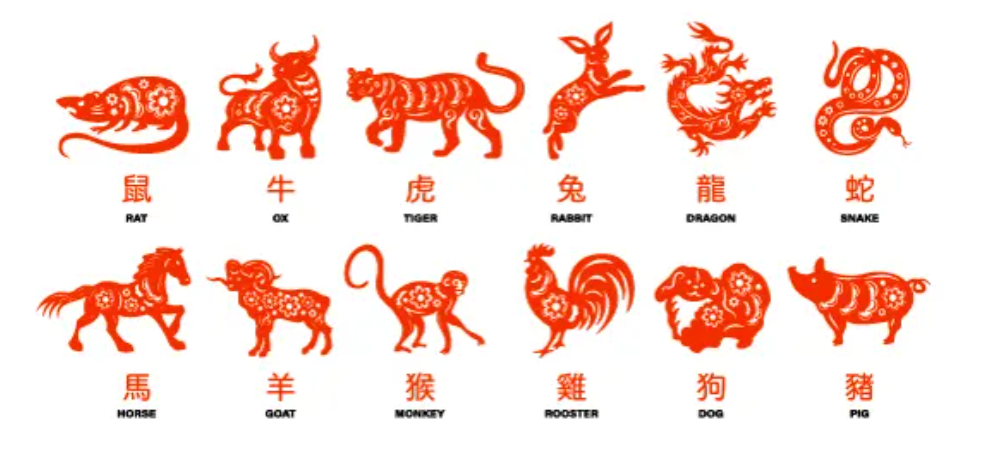 鼠 牛 虎 兔 龍 蛇
RAT OX TIGER RABBIT DRAGON SNAKE
馬 羊 猴 雞 狗 豬
HORSE GOAT MONKEY ROOSTER DOG PIG